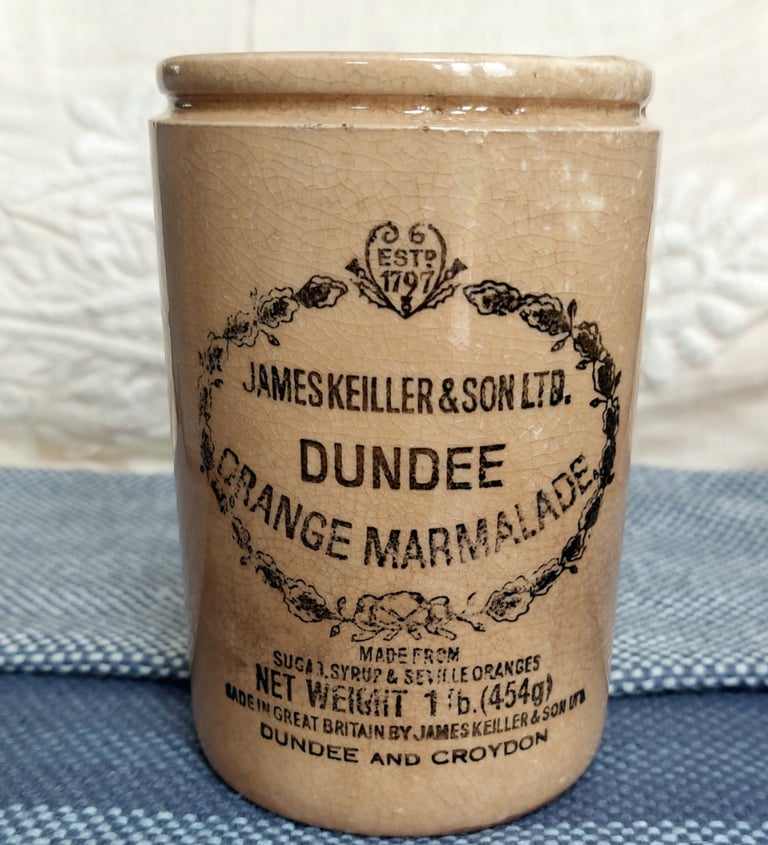 ESTD
1797
JAMES KEILLER & SON LTD.
DUNDEE
ORANGE MARMALADE
MADE FROM
SUGAR, SYRUP & SEVILLE ORANGES
NET WEIGHT 1 lb. (454g)
MADE IN GREAT BRITAIN BY JAMES KEILLER & SON LTD
DUNDEE AND CROYDON